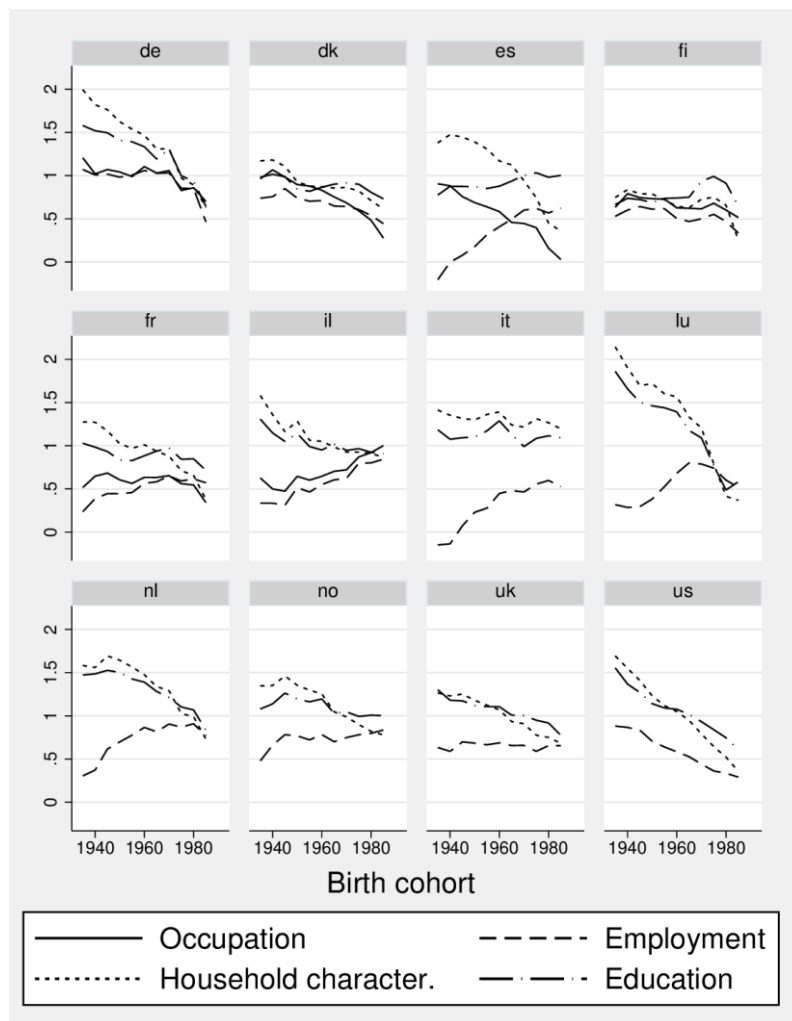 de dk es fi
2
1.5
1
.5
0
fr il it lu
2
1.5
1
.5
0
nl no uk us
2
1.5
1
.5
0
1940 1960 1980 1940 1960 1980 1940 1960 1980 1940 1960 1980
Birth cohort
Occupation Employment
Household character. Education